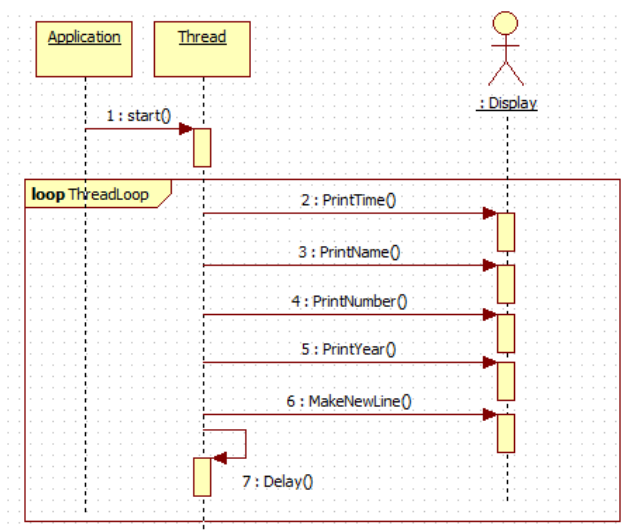 Application
Thread
: Display
1 : start()
loop ThreadLoop
2 : PrintTime()
3 : PrintName()
4 : PrintNumber()
5 : PrintYear()
6 : MakeNewLine()
7 : Delay()